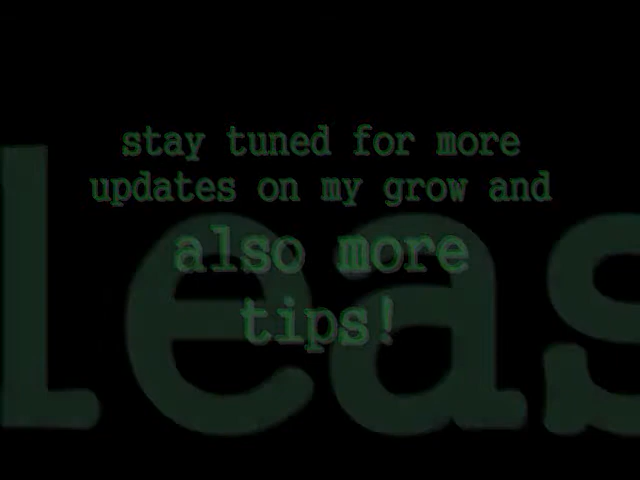 stay tuned for more
updates on my grow and
also more
tips!
leas